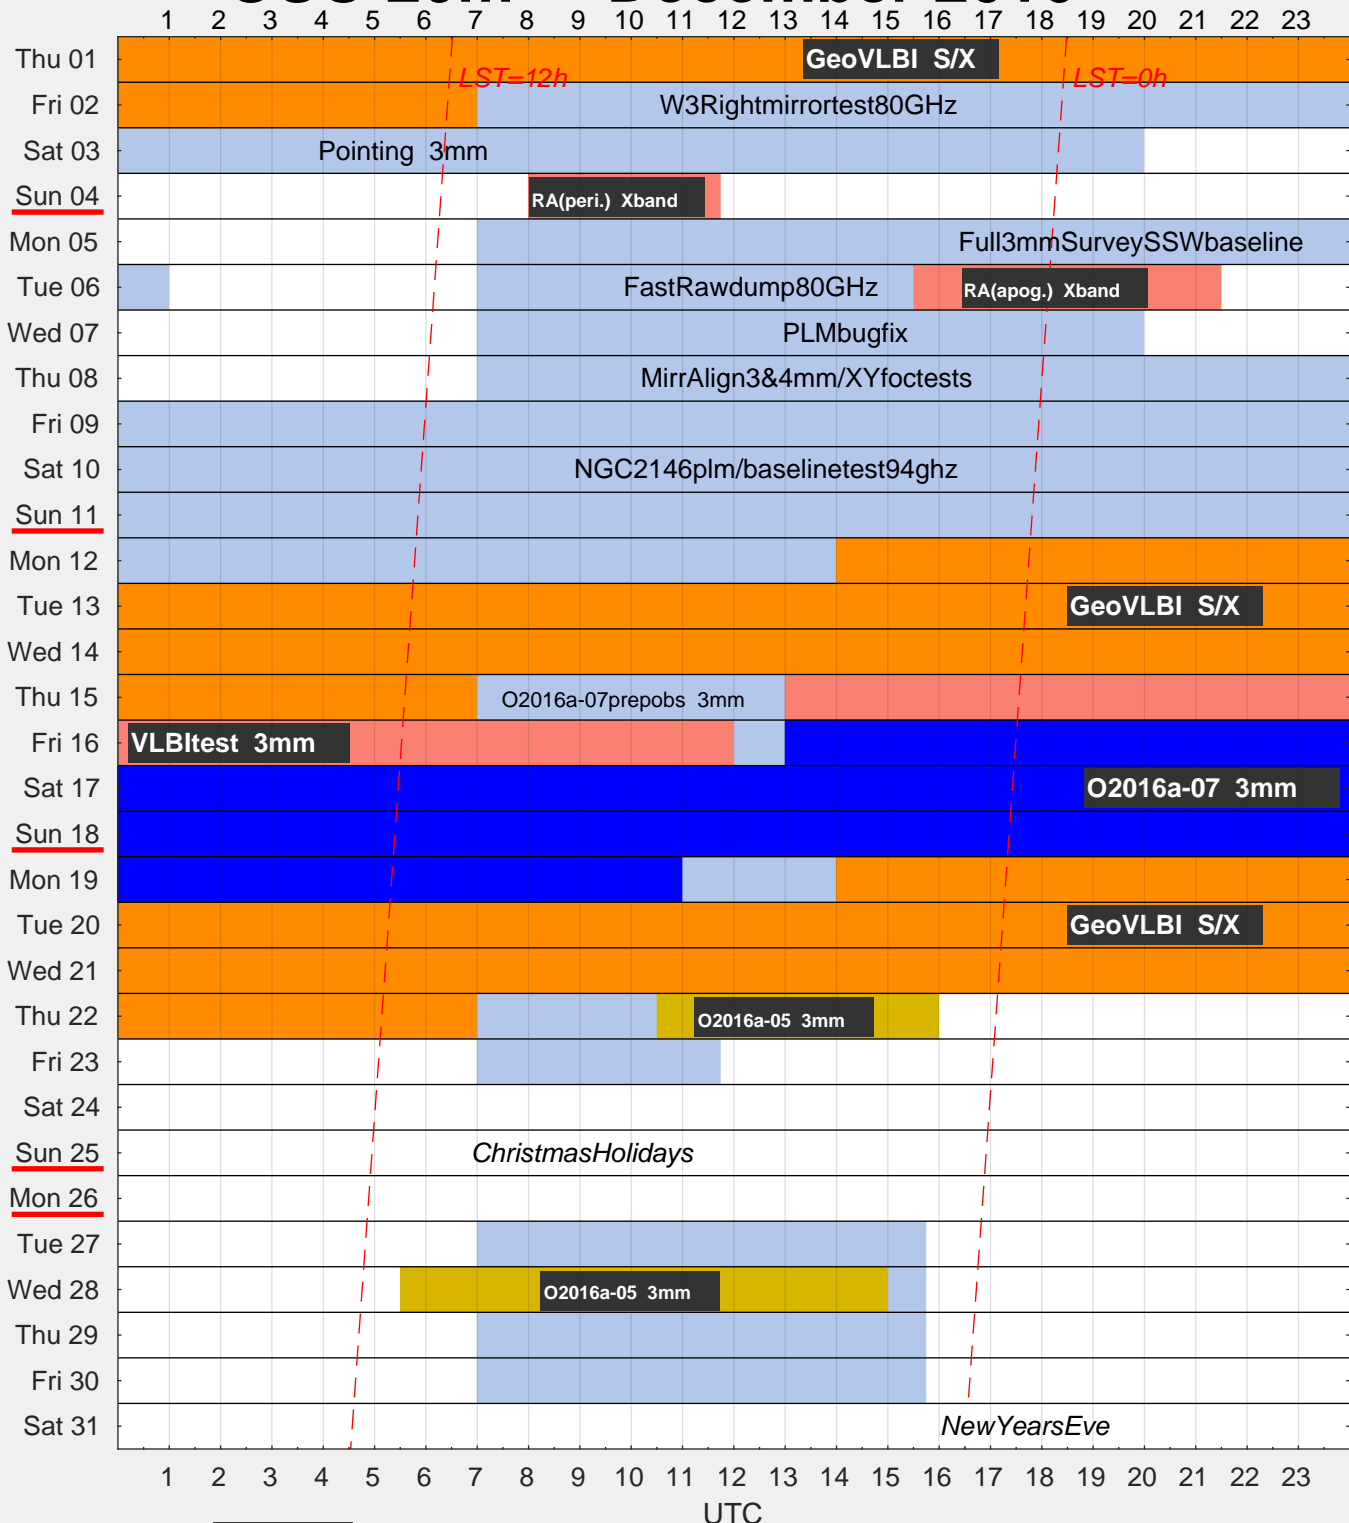 1 2 3 4 5 6 7 8 9 10 11 12 13 14 15 16 17 18 19 20 21 22 23
Thu 01 GeoVLBI S/X
LST=12h LST=0h
Fri 02 W3Rightmirrortest80GHz
Sat 03 Pointing 3mm
Sun 04 RA(peri.) Xband
Mon 05 Full3mmSurveySSWbaseline
Tue 06 FastRawdump80GHz RA(apog.) Xband
Wed 07 PLMbugfix
Thu 08 MirrAlign3&4mm/XYfoctests
Fri 09
Sat 10 NGC2146plm/baselinetest94ghz
Sun 11
Mon 12
Tue 13 GeoVLBI S/X
Wed 14
Thu 15 O2016a-07prepobs 3mm
Fri 16 VLBItest 3mm
Sat 17 O2016a-07 3mm
Sun 18
Mon 19
Tue 20 GeoVLBI S/X
Wed 21
Thu 22 O2016a-05 3mm
Fri 23
Sat 24
Sun 25 ChristmasHolidays
Mon 26
Tue 27
Wed 28 O2016a-05 3mm
Thu 29
Fri 30
Sat 31 NewYearsEve
1 2 3 4 5 6 7 8 9 10 11 12 13 14 15 16 17 18 19 20 21 22 23
UTC